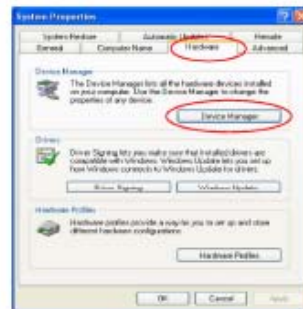 System Properties
System Restore Automatic Updates Remote
General Computer Name Hardware Advanced
Device Manager
The Device Manager lists all the hardware devices installed
on your computer. Use the Device Manager to change the
properties of any device.
Device Manager
Drivers
Driver Signing lets you make sure that installed drivers are
compatible with Windows. Windows Update lets you set up
how Windows connects to Windows Update for drivers.
Driver Signing Windows Update
Hardware Profiles
Hardware profiles provide a way for you to set up and store
different hardware configurations.
Hardware Profiles
OK Cancel Apply